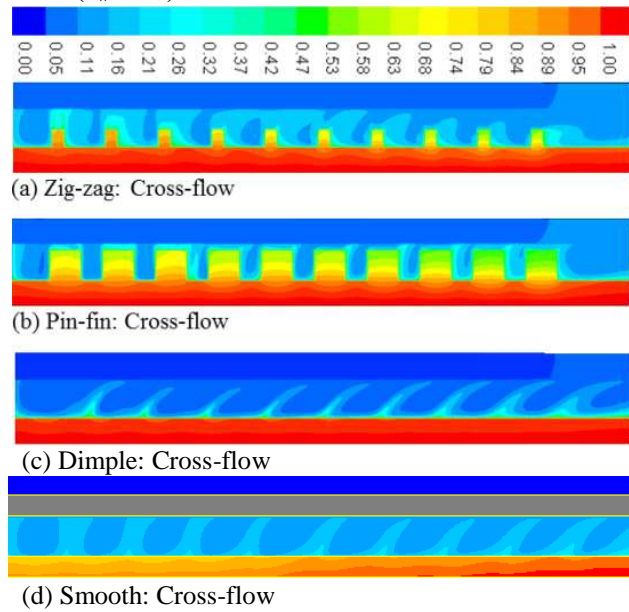 0.00 0.05 0.11 0.16 0.21 0.26 0.32 0.37 0.42 0.47 0.53 0.63 0.68 0.74 0.79 0.84 0.89 0.95 1.00
(a) Zig-zag: Cross-flow
(b) Pin-fin: Cross-flow
(c) Dimple: Cross-flow
(d) Smooth: Cross-flow